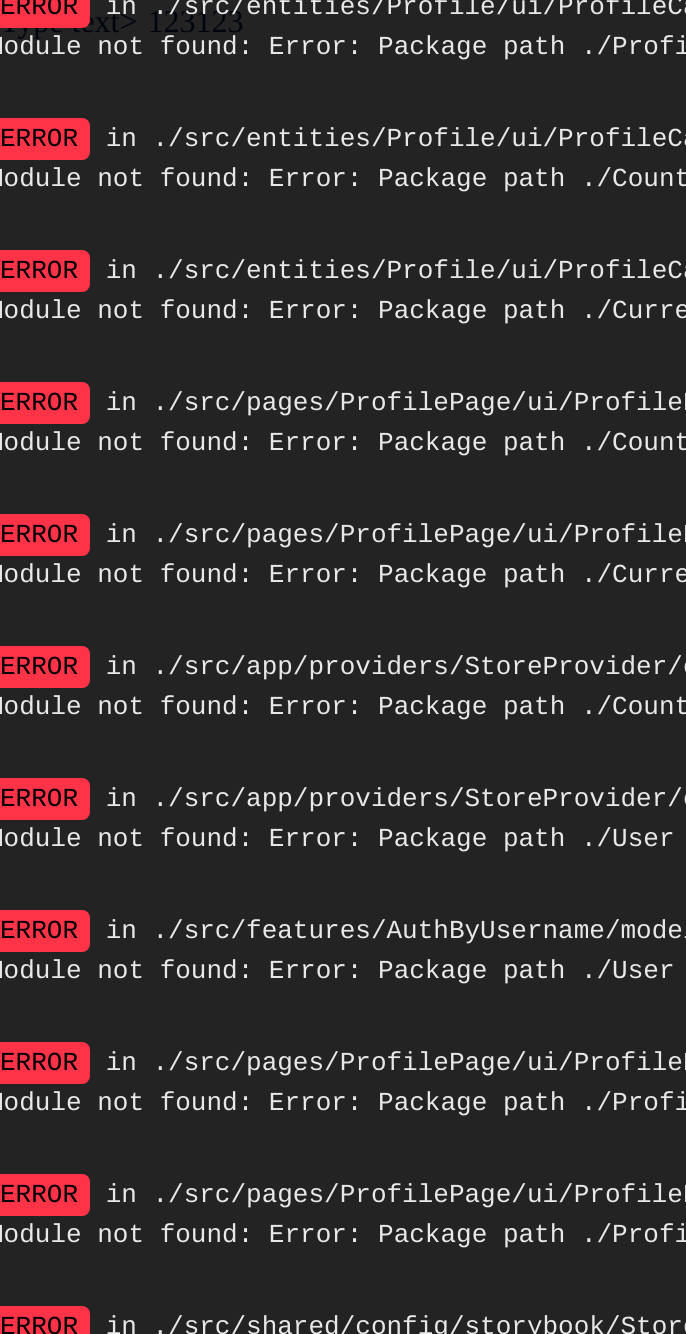 Type text> 123123
ERROR in ./src/entities/Profile/ui/ProfileCa
Module not found: Error: Package path ./Profi
ERROR in ./src/entities/Profile/ui/ProfileCa
Module not found: Error: Package path ./Count
ERROR in ./src/entities/Profile/ui/ProfileCa
Module not found: Error: Package path ./Curre
ERROR in ./src/pages/ProfilePage/ui/Profile
Module not found: Error: Package path ./Count
ERROR in ./src/pages/ProfilePage/ui/Profile
Module not found: Error: Package path ./Curre
ERROR in ./src/app/providers/StoreProvider/
Module not found: Error: Package path ./Count
ERROR in ./src/app/providers/StoreProvider/
Module not found: Error: Package path ./User
ERROR in ./src/features/AuthByUsername/mode
Module not found: Error: Package path ./User
ERROR in ./src/pages/ProfilePage/ui/Profile
Module not found: Error: Package path ./Profi
ERROR in ./src/pages/ProfilePage/ui/Profile
Module not found: Error: Package path ./Profi
ERROR in ./src/shared/config/storybook/Store